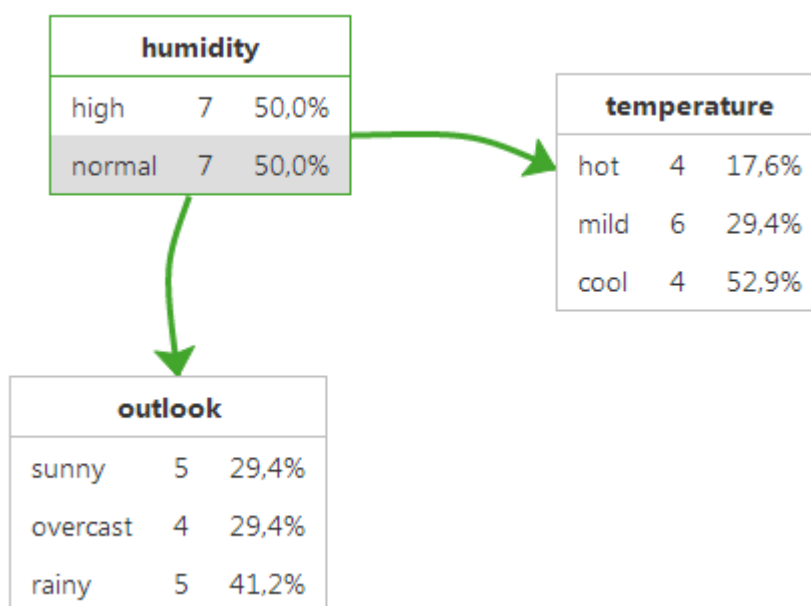 humidity
high 7 50,0%
normal 7 50,0%
temperature
hot 4 17,6%
mild 6 29,4%
cool 4 52,9%
outlook
sunny 5 29,4%
overcast 4 29,4%
rainy 5 41,2%